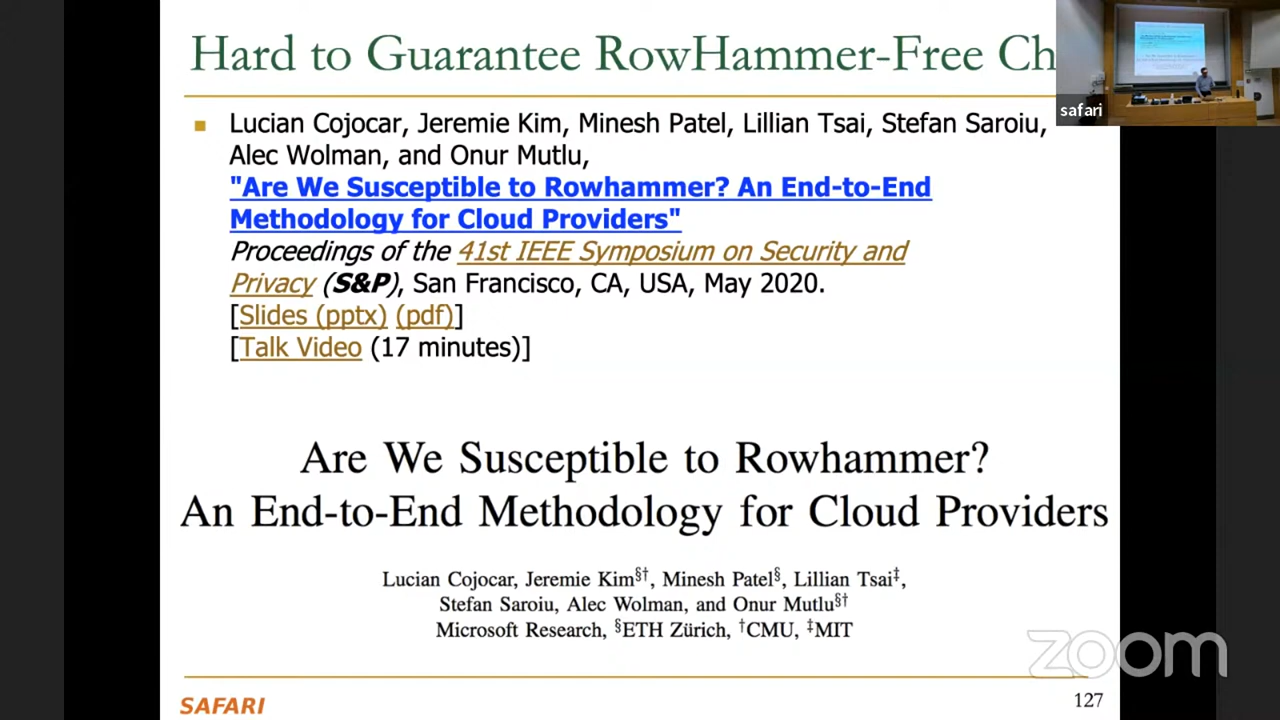 Hard to Guarantee RowHammer-Free Ch
safari
■ Lucian Cojocar, Jeremie Kim, Minesh Patel, Lillian Tsai, Stefan Saroiu,
Alec Wolman, and Onur Mutlu,
"Are We Susceptible to Rowhammer? An End-to-End
Methodology for Cloud Providers"
Proceedings of the 41st IEEE Symposium on Security and
Privacy (S&P), San Francisco, CA, USA, May 2020.
[Slides (pptx) (pdf)]
[Talk Video (17 minutes)]
Are We Susceptible to Rowhammer?
An End-to-End Methodology for Cloud Providers
Lucian Cojocar, Jeremie Kim§†, Minesh Patel§, Lillian Tsai‡,
Stefan Saroiu, Alec Wolman, and Onur Mutlu§†
Microsoft Research, §ETH Zürich, †CMU, ‡MIT
zoom
SAFARI
127